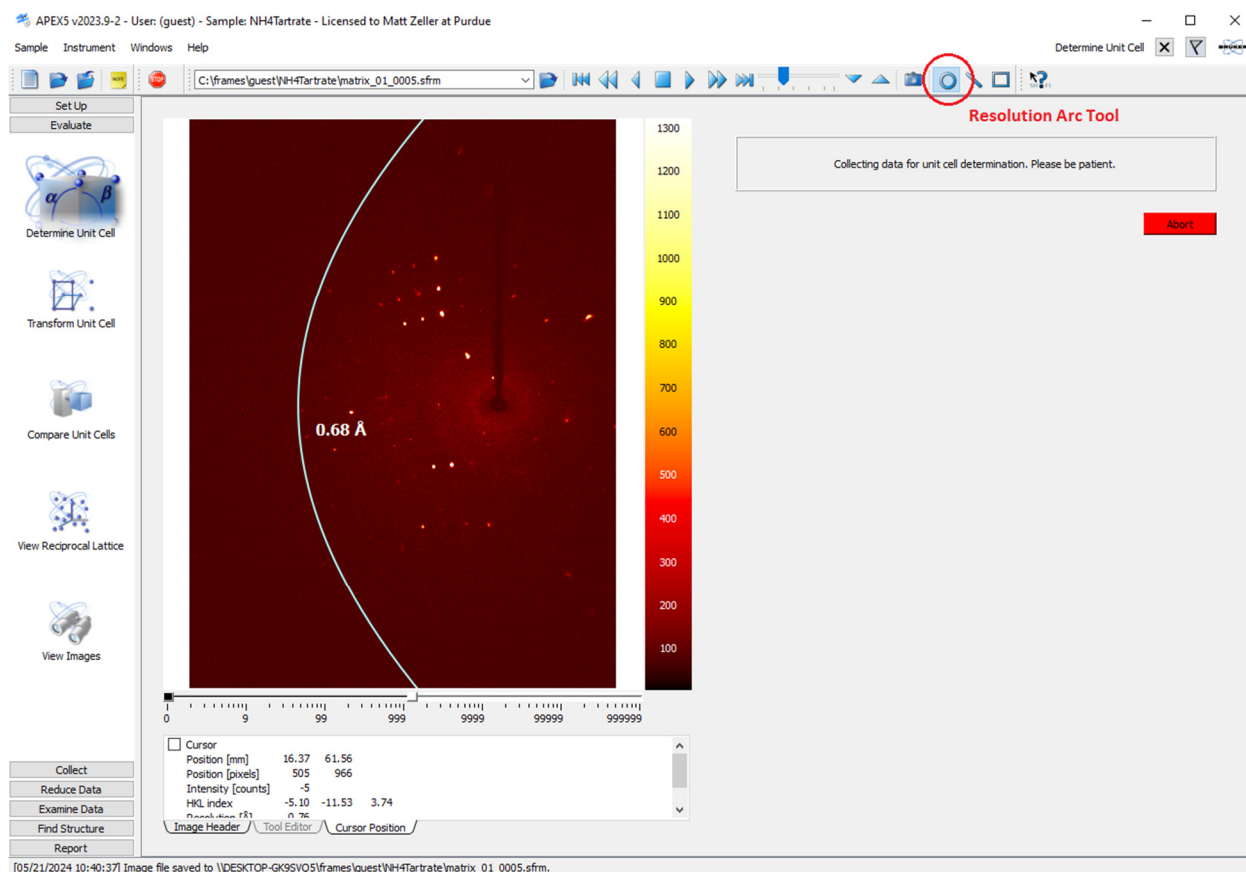 APEX5 v2023.9-2 - User: (guest) - Sample: NH4Tartrate - Licensed to Matt Zeller at Purdue
Sample Instrument Windows Help
Determine Unit Cell
BRUKER
NOTE
STOP
C:\frames\guest\NH4Tartrate\matrix_01_0005.sfrm
Resolution Arc Tool
Set Up
Evaluate
α β
Determine Unit Cell
Transform Unit Cell
Compare Unit Cells
View Reciprocal Lattice
View Images
Collect
Reduce Data
Examine Data
Find Structure
Report
0.68 Å
1300
1200
1100
1000
900
800
700
600
500
400
300
200
100
Collecting data for unit cell determination. Please be patient.
Abort
0 9 99 999 9999 99999 999999
Cursor
Position [mm] 16.37 61.56
Position [pixels] 505 966
Intensity [counts] -5
HKL index -5.10 -11.53 3.74
Resolution [Å] 0.76
Image Header Tool Editor Cursor Position
[05/21/2024 10:40:37] Image file saved to \\DESKTOP-GK9SVO5\frames\guest\NH4Tartrate\matrix_01_0005.sfrm.